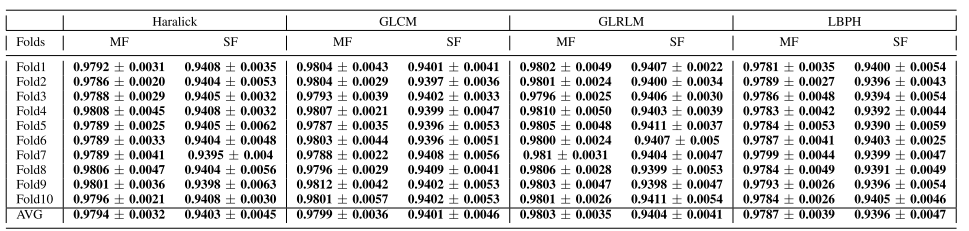 Haralick GLCM GLRLM LBPH
Folds MF SF MF SF MF SF MF SF
Fold1 0.9792 ± 0.0031 0.9408 ± 0.0035 0.9804 ± 0.0043 0.9401 ± 0.0041 0.9802 ± 0.0049 0.9407 ± 0.0022 0.9781 ± 0.0035 0.9400 ± 0.0054
Fold2 0.9786 ± 0.0020 0.9404 ± 0.0053 0.9804 ± 0.0029 0.9397 ± 0.0036 0.9801 ± 0.0024 0.9400 ± 0.0034 0.9789 ± 0.0027 0.9396 ± 0.0043
Fold3 0.9788 ± 0.0029 0.9405 ± 0.0032 0.9793 ± 0.0039 0.9402 ± 0.0033 0.9796 ± 0.0025 0.9406 ± 0.0030 0.9786 ± 0.0048 0.9394 ± 0.0054
Fold4 0.9808 ± 0.0045 0.9408 ± 0.0032 0.9807 ± 0.0021 0.9399 ± 0.0047 0.9810 ± 0.0050 0.9403 ± 0.0039 0.9783 ± 0.0042 0.9392 ± 0.0044
Fold5 0.9789 ± 0.0025 0.9405 ± 0.0062 0.9787 ± 0.0035 0.9396 ± 0.0053 0.9805 ± 0.0048 0.9411 ± 0.0037 0.9784 ± 0.0053 0.9390 ± 0.0059
Fold6 0.9789 ± 0.0033 0.9404 ± 0.0048 0.9803 ± 0.0044 0.9396 ± 0.0051 0.9800 ± 0.0024 0.9407 ± 0.005 0.9787 ± 0.0041 0.9403 ± 0.0025
Fold7 0.9789 ± 0.0041 0.9395 ± 0.004 0.9788 ± 0.0022 0.9408 ± 0.0056 0.981 ± 0.0031 0.9404 ± 0.0047 0.9799 ± 0.0044 0.9399 ± 0.0047
Fold8 0.9806 ± 0.0047 0.9404 ± 0.0056 0.9796 ± 0.0029 0.9409 ± 0.0041 0.9806 ± 0.0028 0.9399 ± 0.0053 0.9784 ± 0.0049 0.9391 ± 0.0049
Fold9 0.9801 ± 0.0036 0.9398 ± 0.0063 0.9812 ± 0.0042 0.9402 ± 0.0053 0.9803 ± 0.0047 0.9398 ± 0.0047 0.9793 ± 0.0026 0.9396 ± 0.0054
Fold10 0.9796 ± 0.0021 0.9408 ± 0.0030 0.9801 ± 0.0057 0.9402 ± 0.0053 0.9801 ± 0.0026 0.9411 ± 0.0054 0.9784 ± 0.0026 0.9405 ± 0.0046
AVG 0.9794 ± 0.0032 0.9403 ± 0.0045 0.9799 ± 0.0036 0.9401 ± 0.0046 0.9803 ± 0.0035 0.9404 ± 0.0041 0.9787 ± 0.0039 0.9396 ± 0.0047